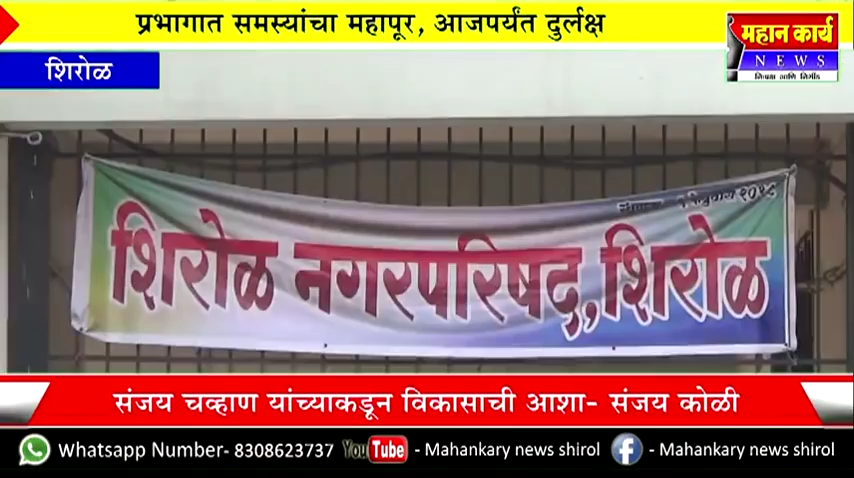 प्रभागात समस्यांचा महापूर, आजपर्यंत दुर्लक्ष
महान कार्य
NEWS
शिरोळ
२०१८
शिरोळ नगरपरिषद, शिरोळ
संजय चव्हाण यांच्याकडून विकासाची आशा- संजय कोळी
Whatsapp Number- 8308623737 YouTube - Mahankary news shirol f - Mahankary news shirol